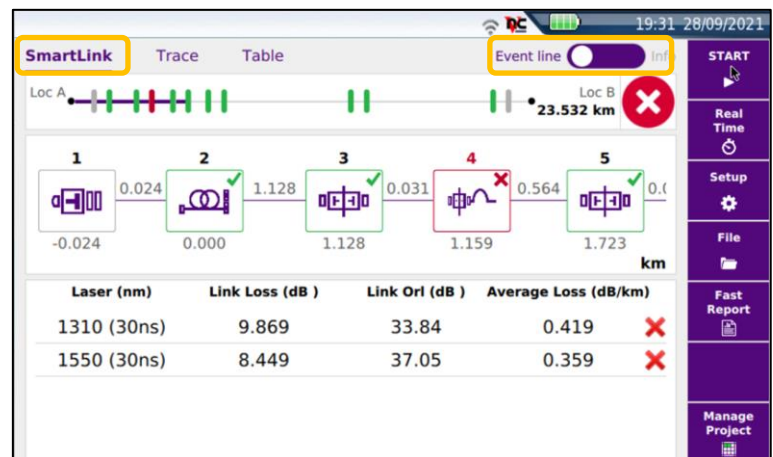 19:31 28/09/2021
SmartLink Trace Table Event line Info
START
Loc A
Loc B
23.532 km
Real
Time
1 2 3 4 5
0.024 1.128 0.031 0.564
-0.024 0.000 1.128 1.159 1.723
km
Setup
File
Laser (nm) Link Loss (dB ) Link Orl (dB ) Average Loss (dB/km)
1310 (30ns) 9.869 33.84 0.419
1550 (30ns) 8.449 37.05 0.359
Fast
Report
Manage
Project